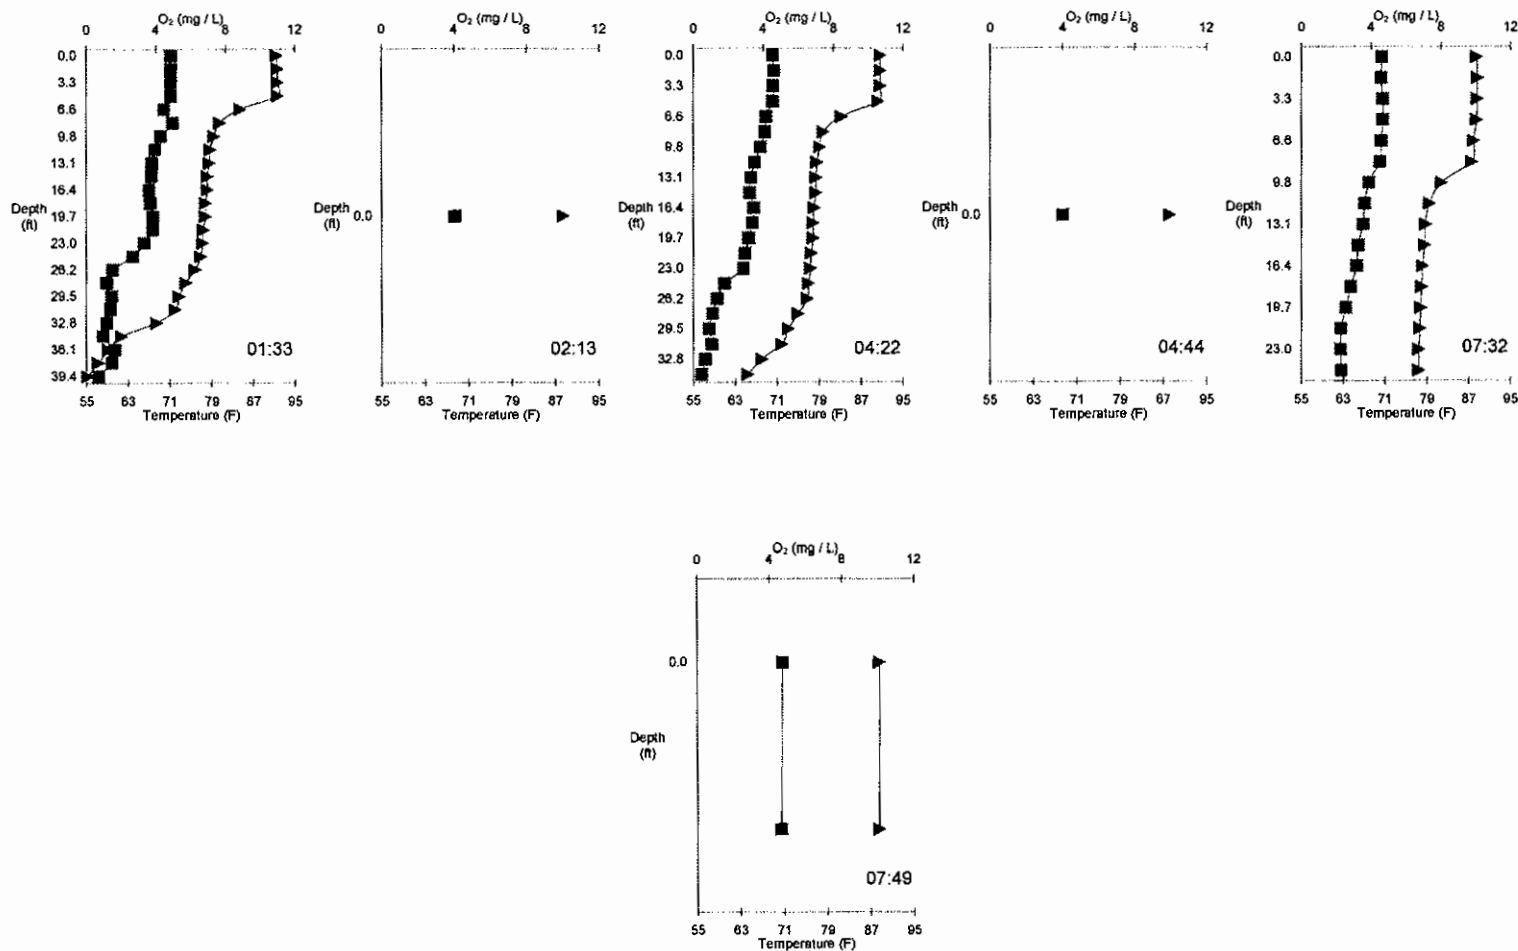 O₂ (mg / L)
0 4 8 12
0.0
3.3
6.6
9.8
13.1
16.4
Depth
(ft)
19.7
23.0
26.2
29.5
32.8
36.1
39.4
01:33
55 63 71 79 87 95
Temperature (F)
O₂ (mg / L)
0 4 8 12
Depth
(ft)
0.0
02:13
55 63 71 79 87 95
Temperature (F)
O₂ (mg / L)
0 4 8 12
0.0
3.3
6.6
9.8
13.1
Depth 16.4
(ft)
19.7
23.0
26.2
29.5
32.8
04:22
55 63 71 79 87 95
Temperature (F)
O₂ (mg / L)
0 4 8 12
Depth
(ft)
0.0
04:44
55 63 71 79 87 95
Temperature (F)
O₂ (mg / L)
0 4 8 12
0.0
3.3
6.6
9.8
Depth
(ft)
13.1
16.4
19.7
23.0
07:32
55 63 71 79 87 95
Temperature (F)
O₂ (mg / L)
0 4 8 12
0.0
Depth
(ft)
07:49
55 63 71 79 87 95
Temperature (F)